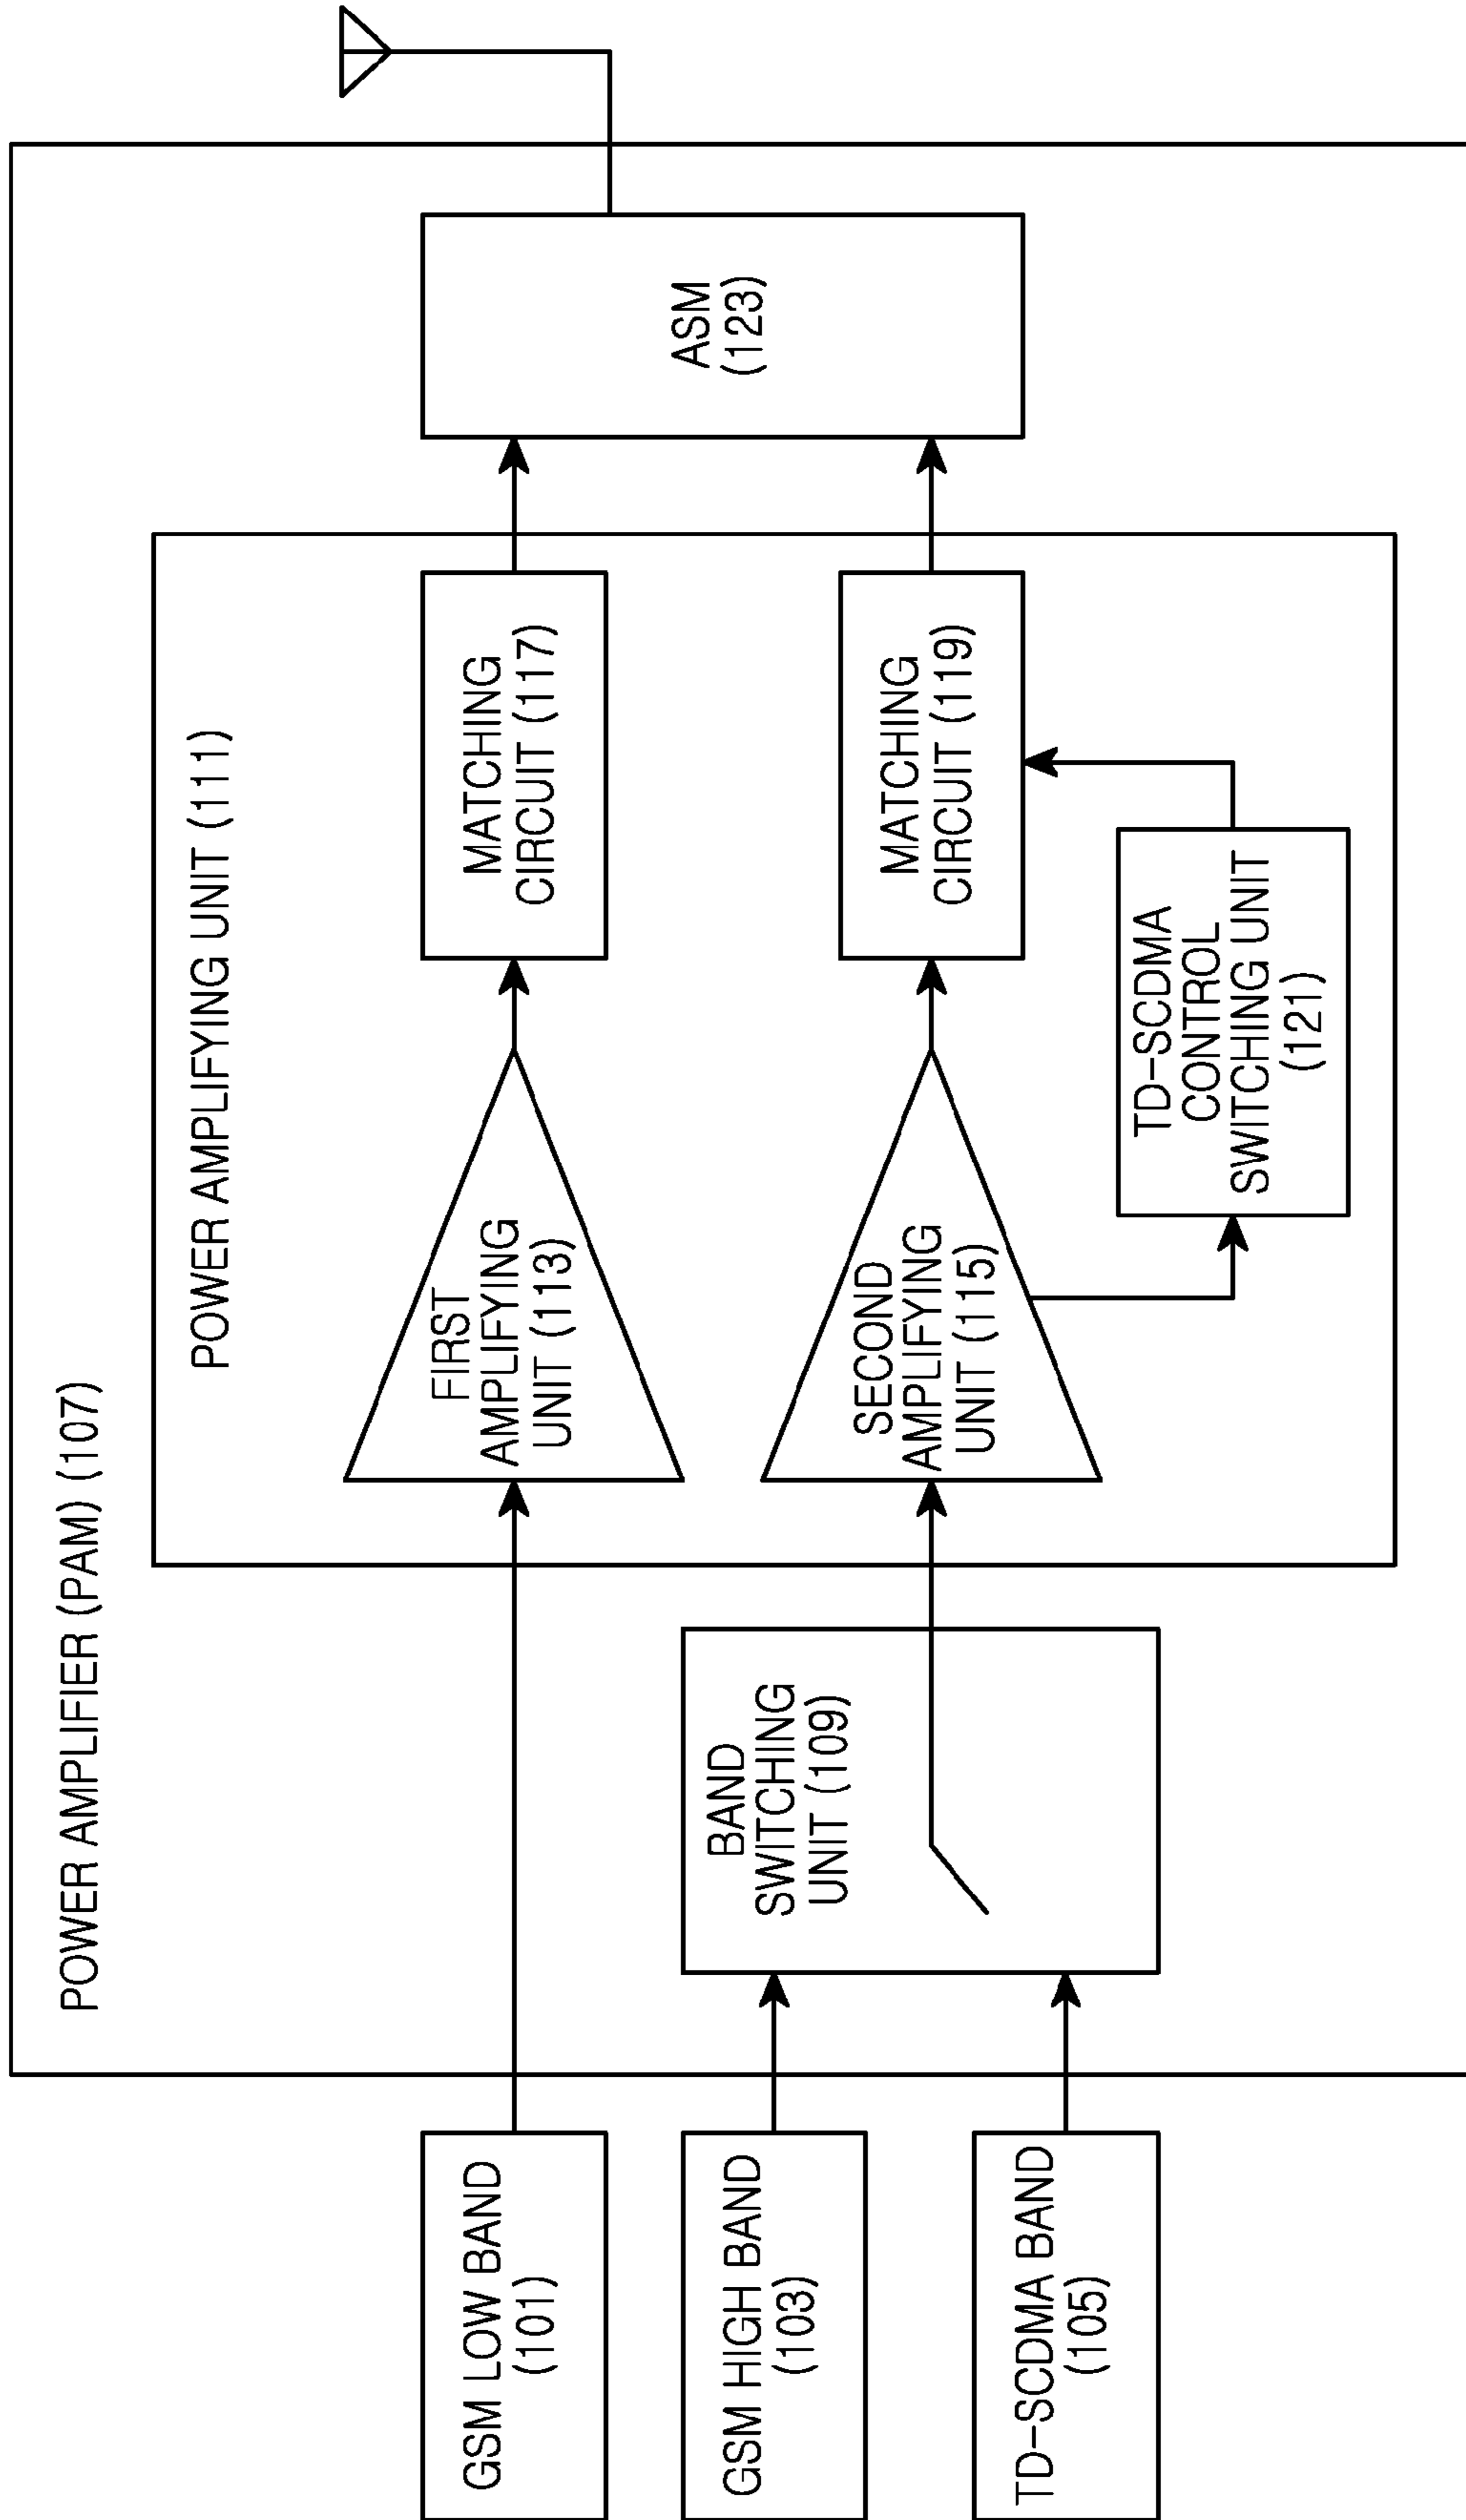 POWER AMPLIFIER (PAM) (107)
POWER AMPLIFYING UNIT (111)
GSM LOW BAND
(101)
FIRST
AMPLIFYING
UNIT (113)
MATCHING
CIRCUIT (117)
ASM
(123)
GSM HIGH BAND
(103)
BAND
SWITCHING
UNIT (109)
SECOND
AMPLIFYING
UNIT (115)
MATCHING
CIRCUIT (119)
TD-SCDMA BAND
(105)
TD-SCDMA
CONTROL
SWITCHING UNIT
(121)